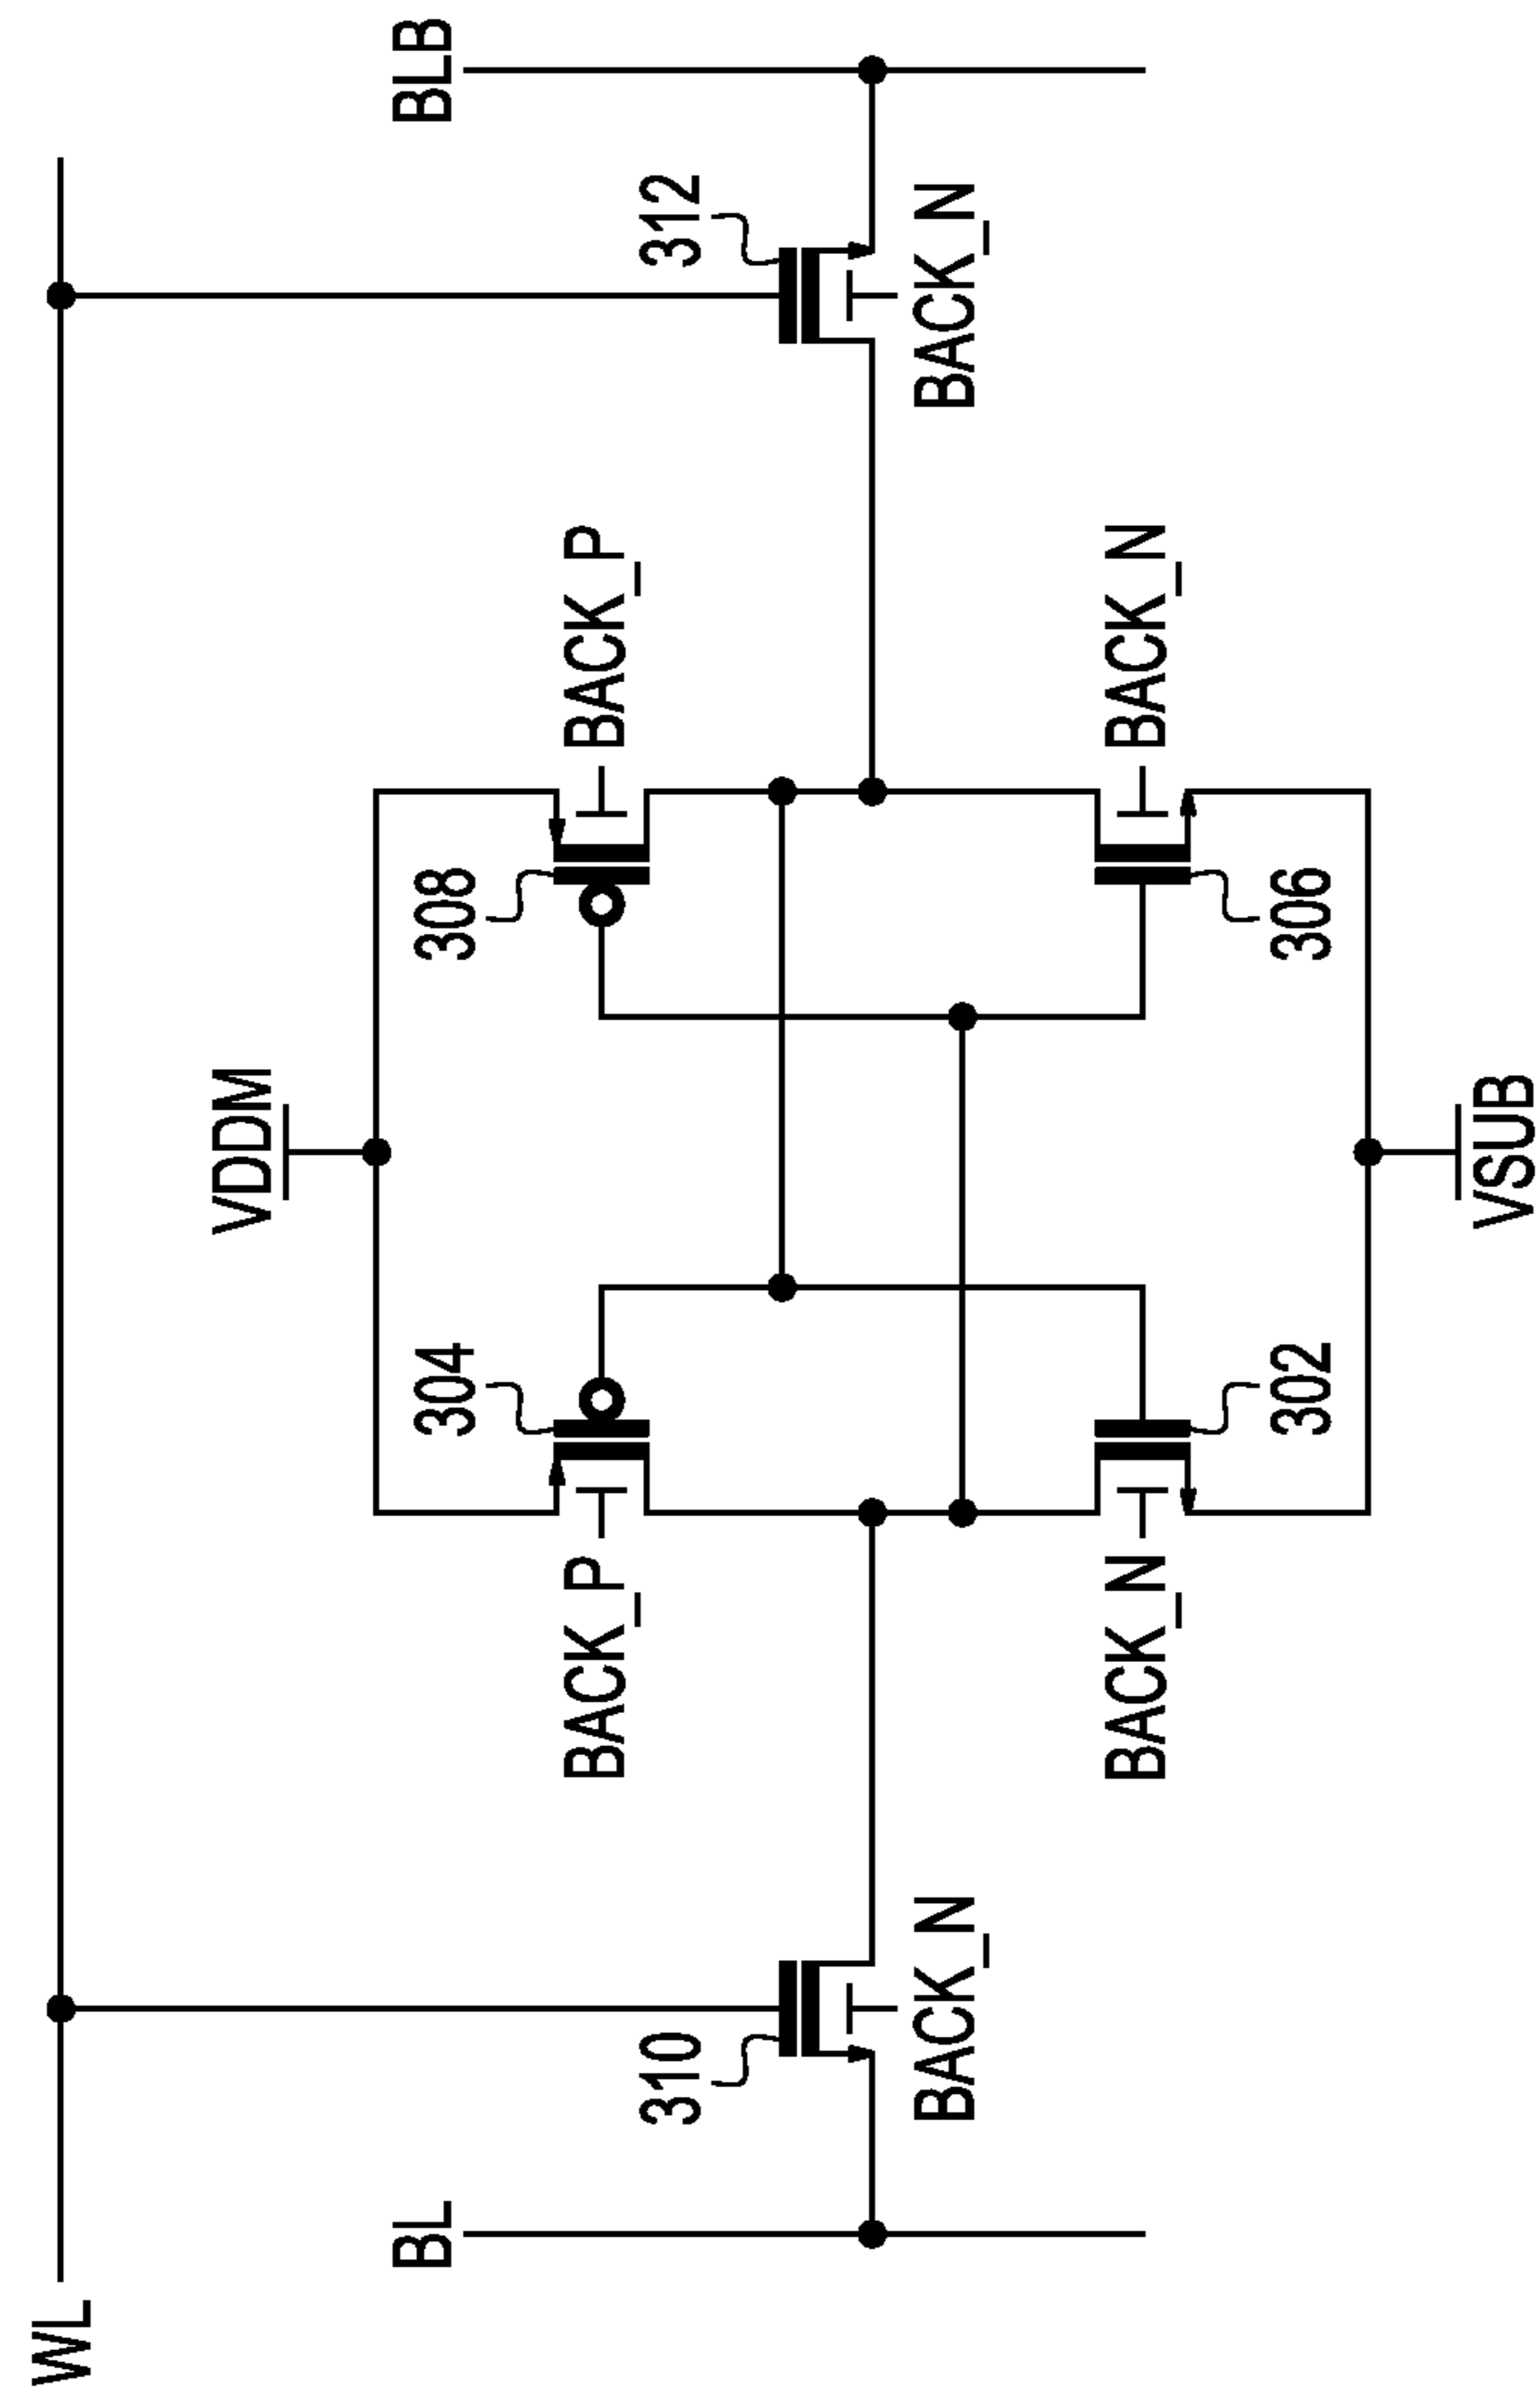 WL
VDDM
BL
BLB
304
308
BACK_P
BACK_P
310
312
BACK_N
BACK_N
BACK_N
BACK_N
302
306
VSUB